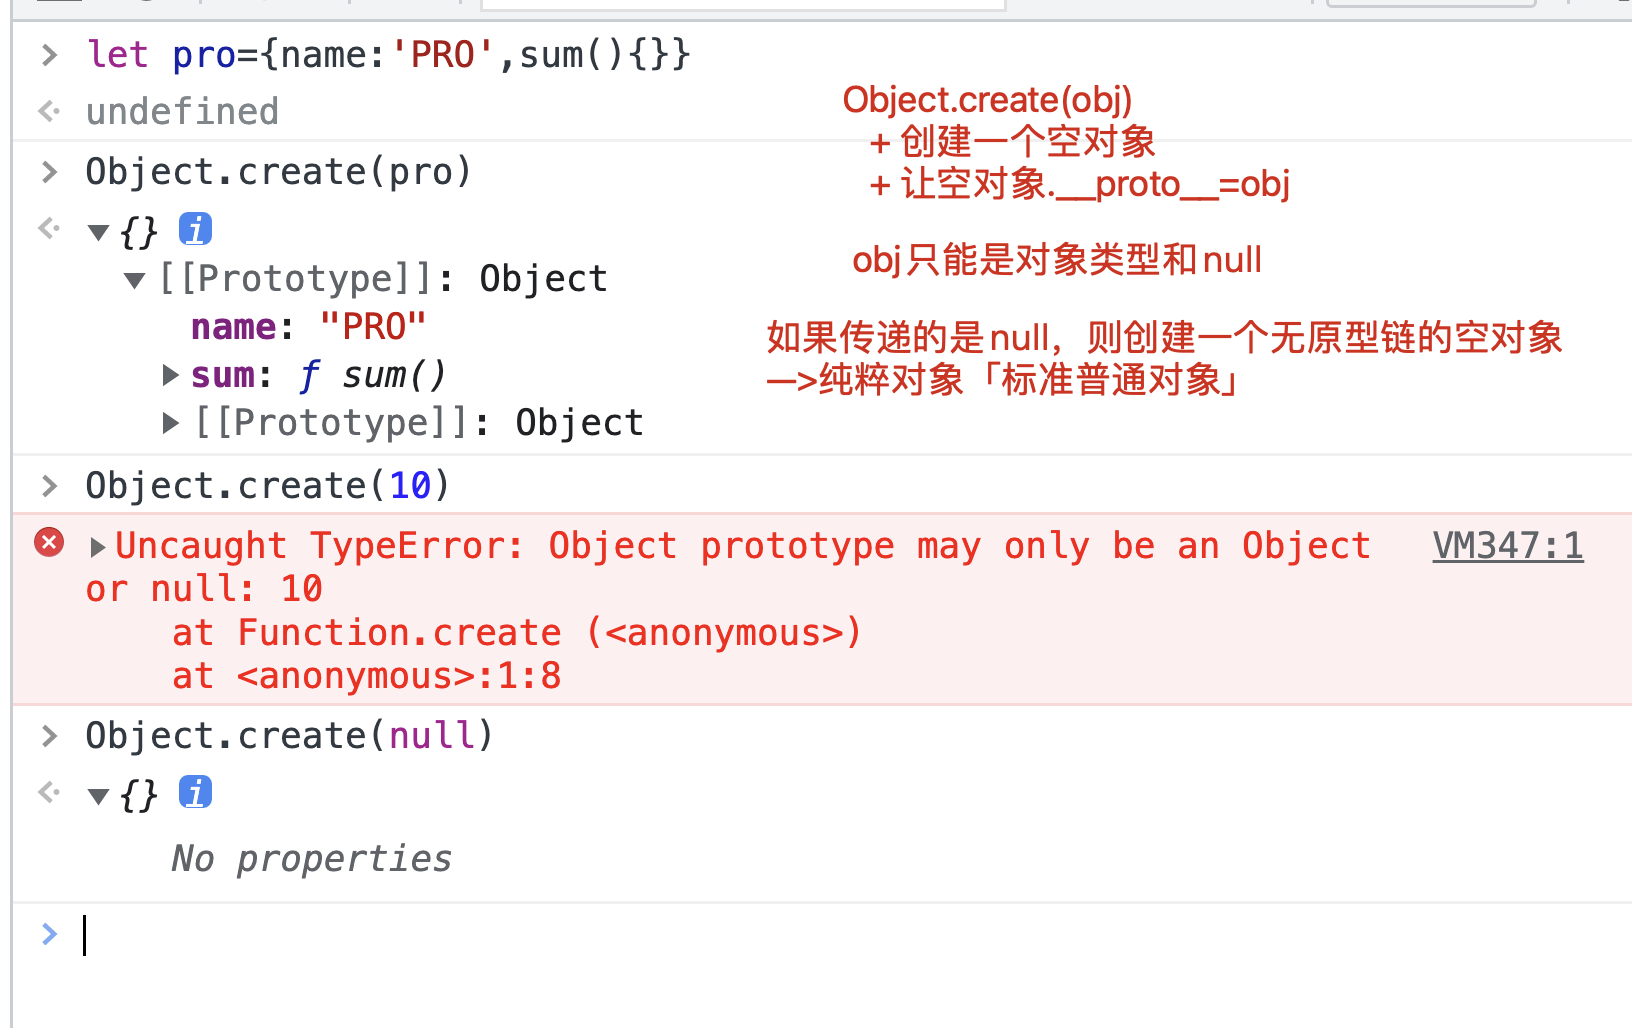 let pro={name:'PRO',sum(){}}
undefined
Object.create(obj)
+ 创建一个空对象
+ 让空对象.__proto__=obj
Object.create(pro)
{} i
[[Prototype]]: Object
name: "PRO"
sum: ƒ sum()
[[Prototype]]: Object
obj只能是对象类型和null
如果传递的是null，则创建一个无原型链的空对象
—>纯粹对象「标准普通对象」
Object.create(10)
Uncaught TypeError: Object prototype may only be an Object VM347:1
or null: 10
at Function.create (<anonymous>)
at <anonymous>:1:8
Object.create(null)
{} i
No properties